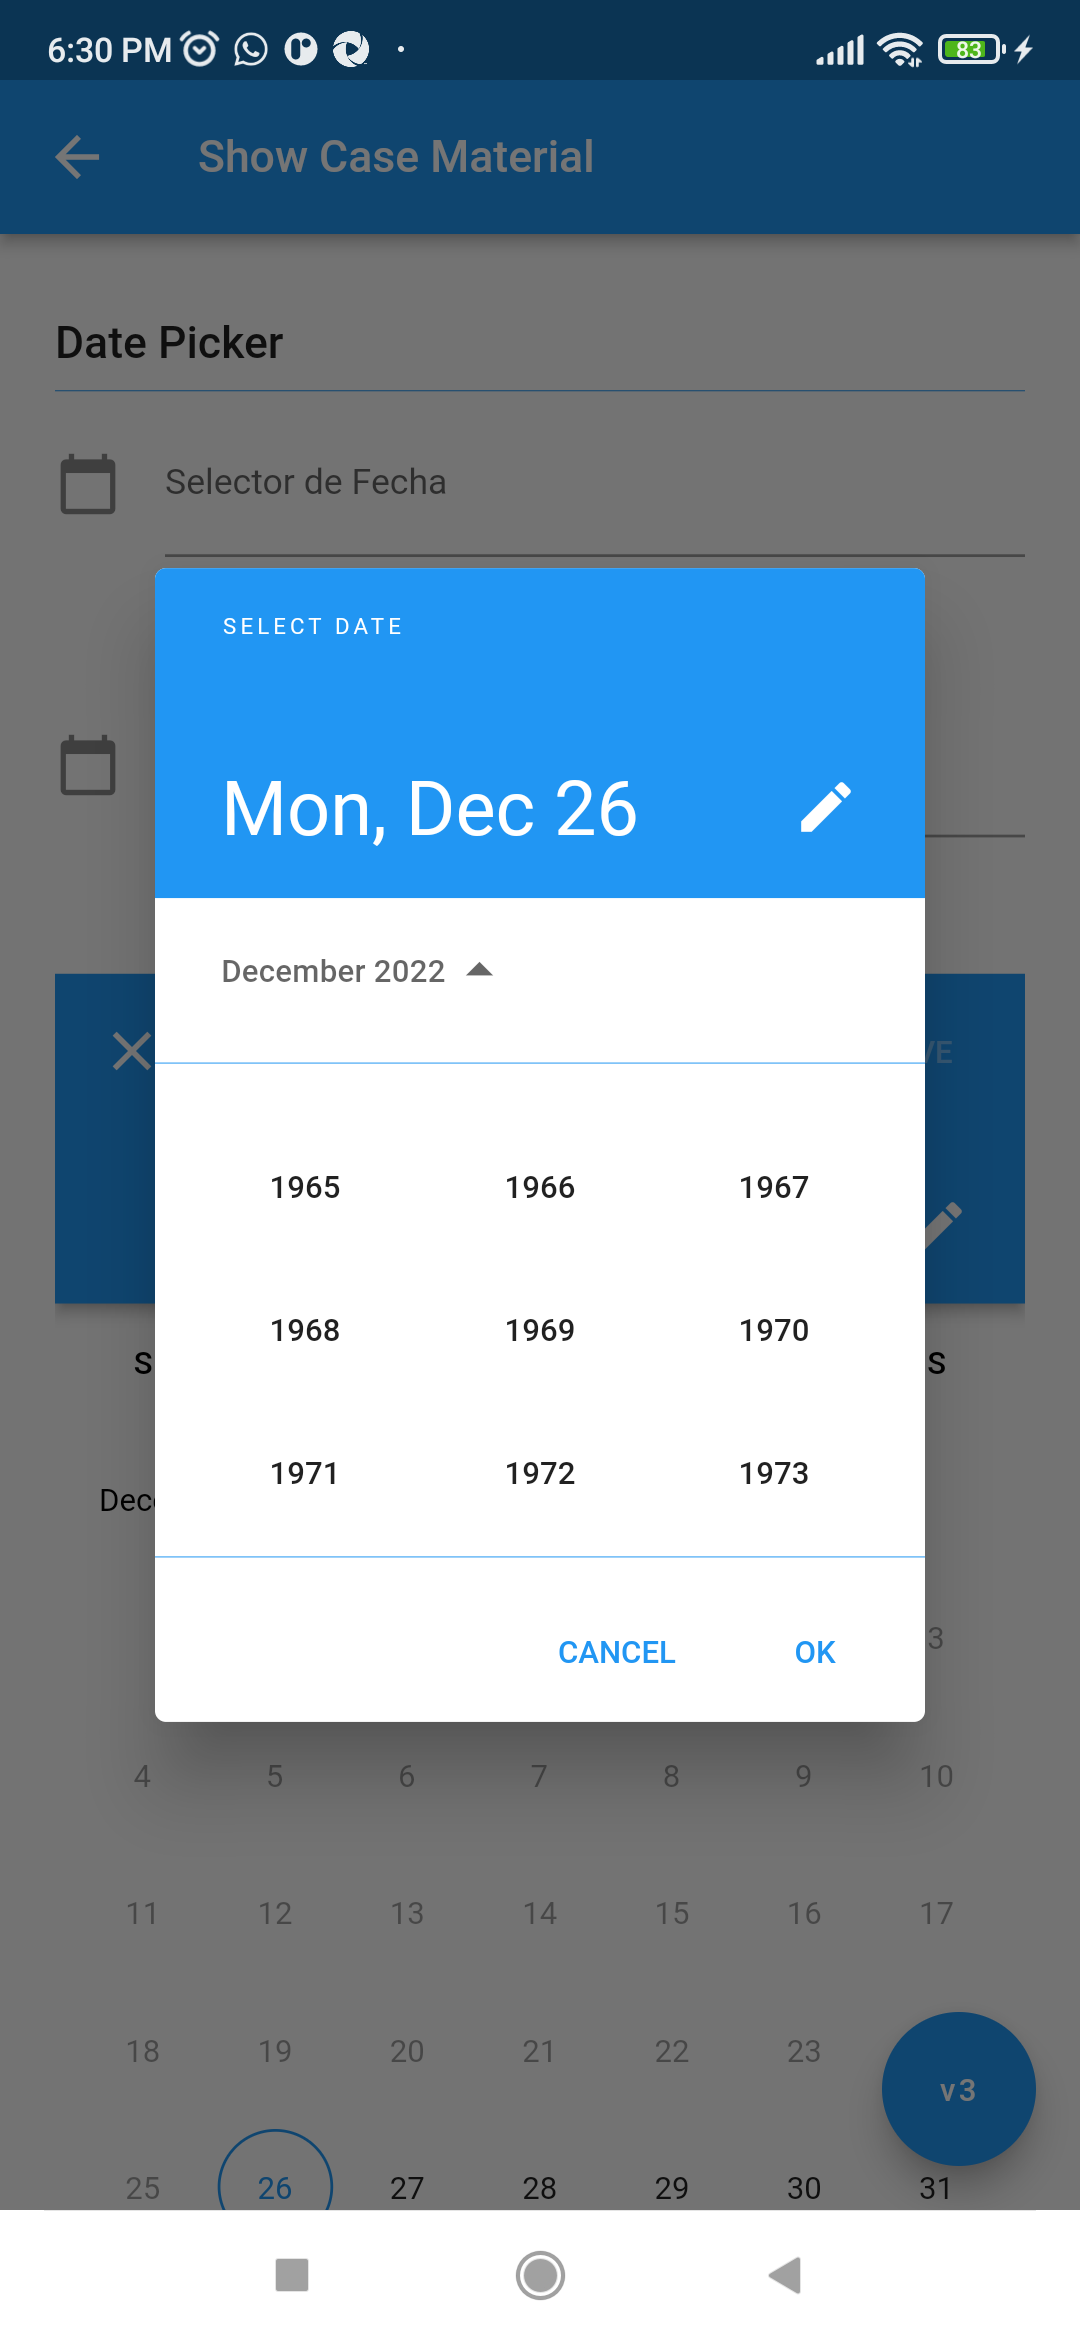 6:30 PM 83
Show Case Material
Date Picker
Selector de Fecha
SELECT DATE
Mon, Dec 26
December 2022
VE
1965 1966 1967
1968 1969 1970
S S
1971 1972 1973
Dec
CANCEL OK
3
4 5 6 7 8 9 10
11 12 13 14 15 16 17
18 19 20 21 22 23
v3
25 26 27 28 29 30 31